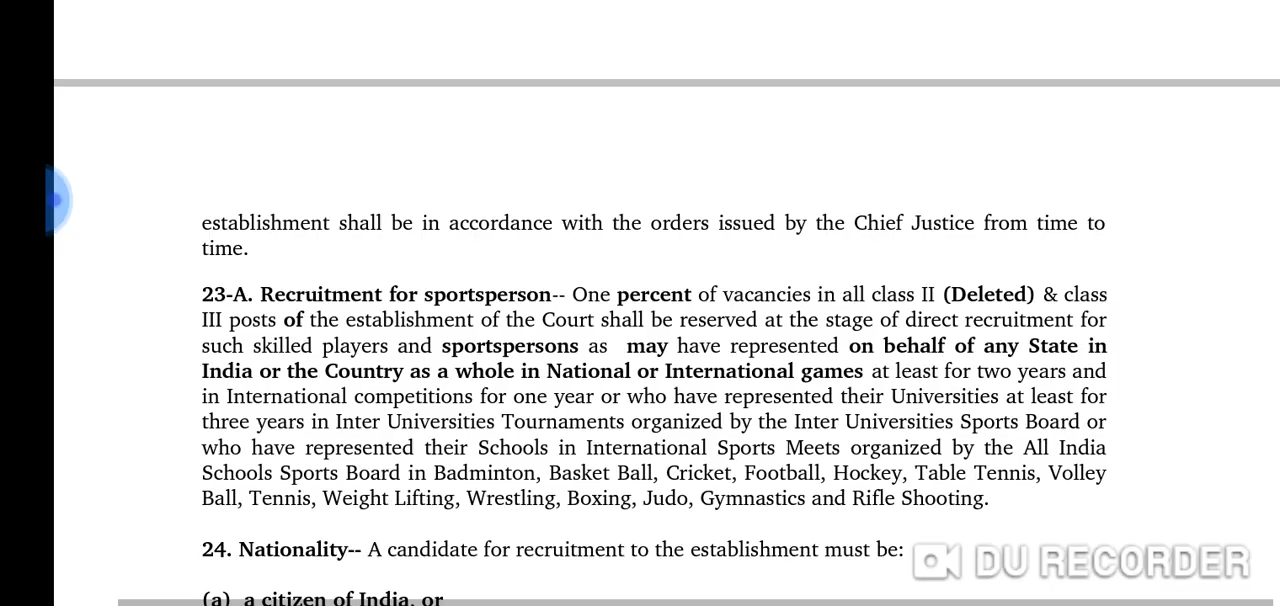 establishment shall be in accordance with the orders issued by the Chief Justice from time to
time.
23-A. Recruitment for sportsperson-- One percent of vacancies in all class II (Deleted) & class
III posts of the establishment of the Court shall be reserved at the stage of direct recruitment for
such skilled players and sportspersons as may have represented on behalf of any State in
India or the Country as a whole in National or International games at least for two years and
in International competitions for one year or who have represented their Universities at least for
three years in Inter Universities Tournaments organized by the Inter Universities Sports Board or
who have represented their Schools in International Sports Meets organized by the All India
Schools Sports Board in Badminton, Basket Ball, Cricket, Football, Hockey, Table Tennis, Volley
Ball, Tennis, Weight Lifting, Wrestling, Boxing, Judo, Gymnastics and Rifle Shooting.
24. Nationality-- A candidate for recruitment to the establishment must be:
DU RECORDER
(a) a citizen of India, or